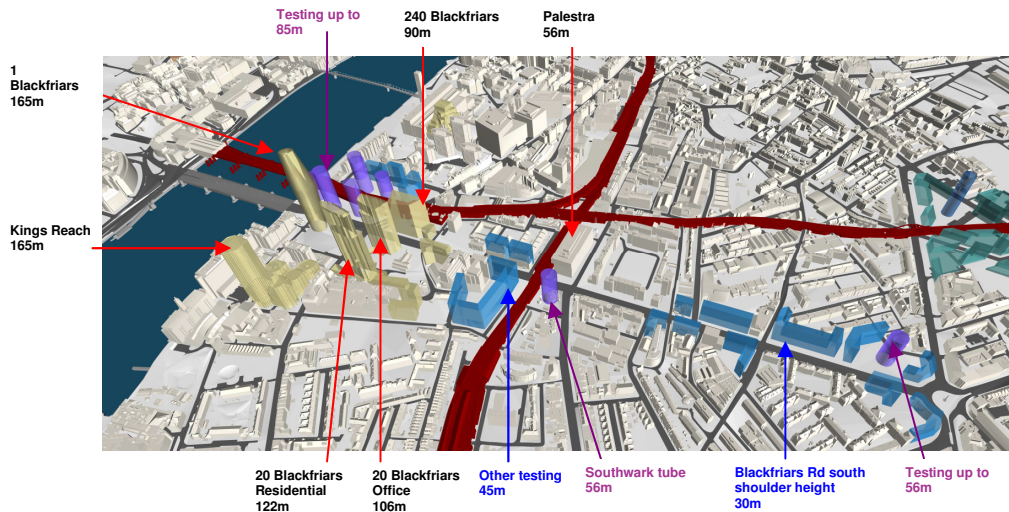 Testing up to
85m
240 Blackfriars
90m
Palestra
56m
1
Blackfriars
165m
Kings Reach
165m
20 Blackfriars
Residential
122m
20 Blackfriars
Office
106m
Other testing
45m
Southwark tube
56m
Blackfriars Rd south
shoulder height
30m
Testing up to
56m